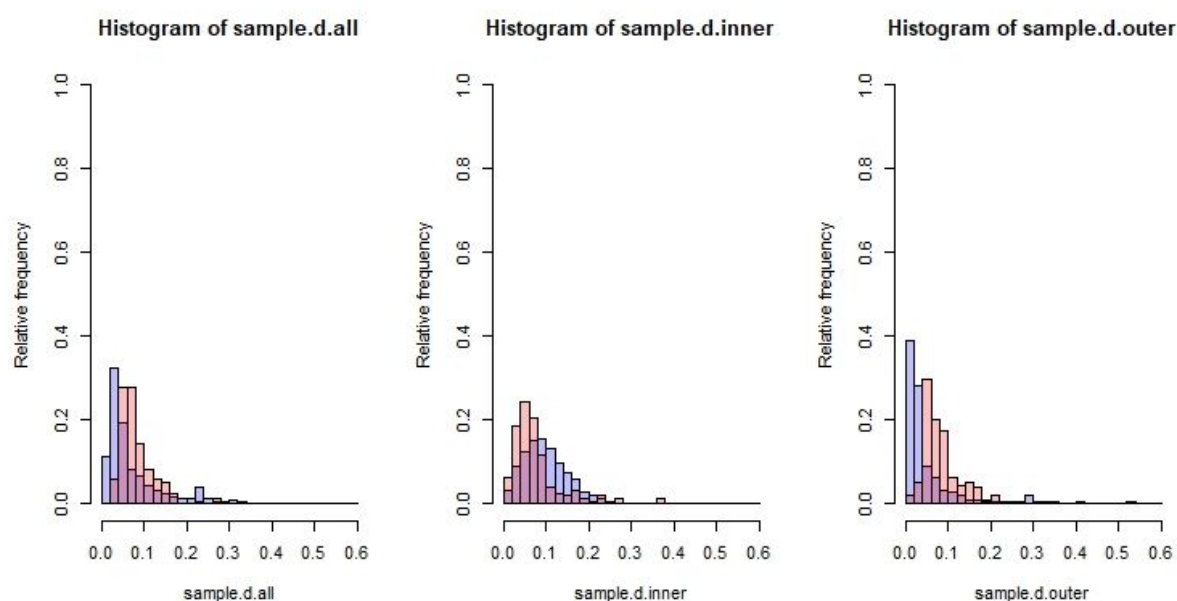 Histogram of sample.d.all
Relative frequency
1.0
0.8
0.6
0.4
0.2
0.0
0.0 0.1 0.2 0.3 0.4 0.5 0.6
sample.d.all
Histogram of sample.d.inner
Relative frequency
1.0
0.8
0.6
0.4
0.2
0.0
0.0 0.1 0.2 0.3 0.4 0.5 0.6
sample.d.inner
Histogram of sample.d.outer
Relative frequency
1.0
0.8
0.6
0.4
0.2
0.0
0.0 0.1 0.2 0.3 0.4 0.5 0.6
sample.d.outer